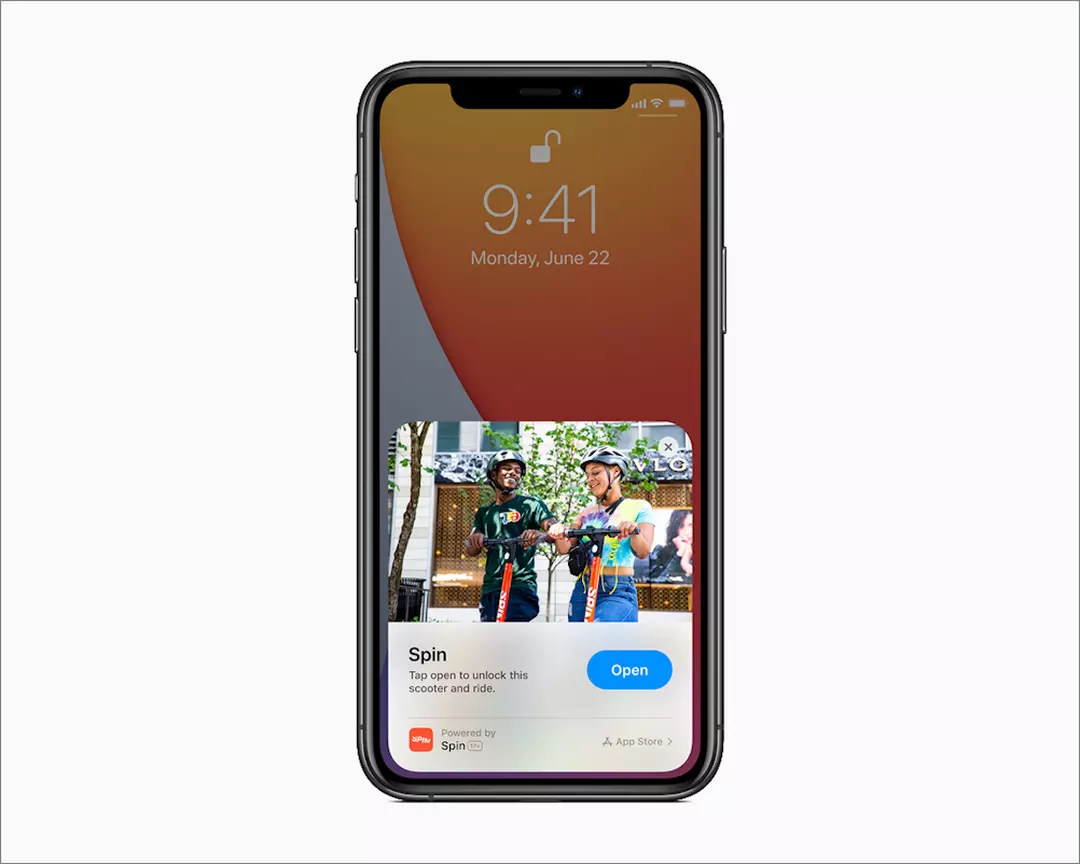 9:41
Monday, June 22
VLG
SPIN
SPIN
Spin
Open
Tap open to unlock this
scooter and ride.
SPIN
Powered by
Spin
App Store